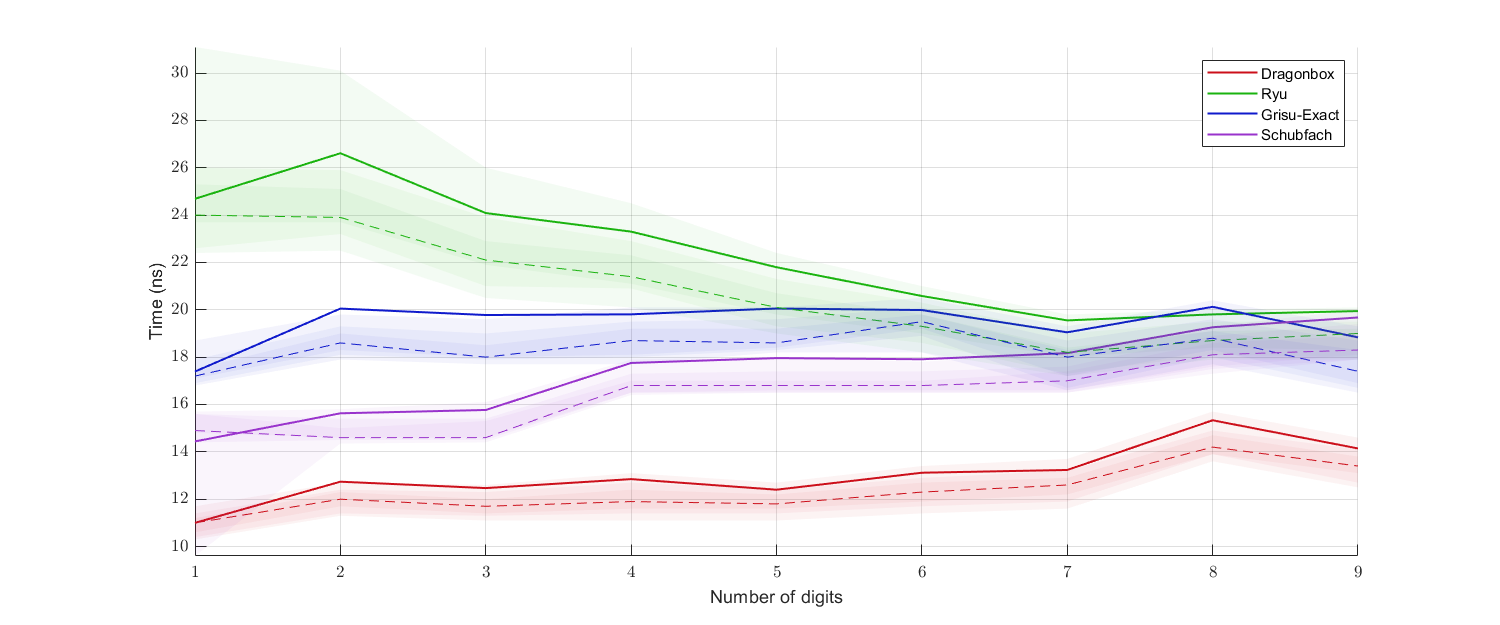 30
28
26
24
22
20
18
16
14
12
10
Time (ns)
Dragonbox
Ryu
Grisu-Exact
Schubfach
1 2 3 4 5 6 7 8 9
Number of digits